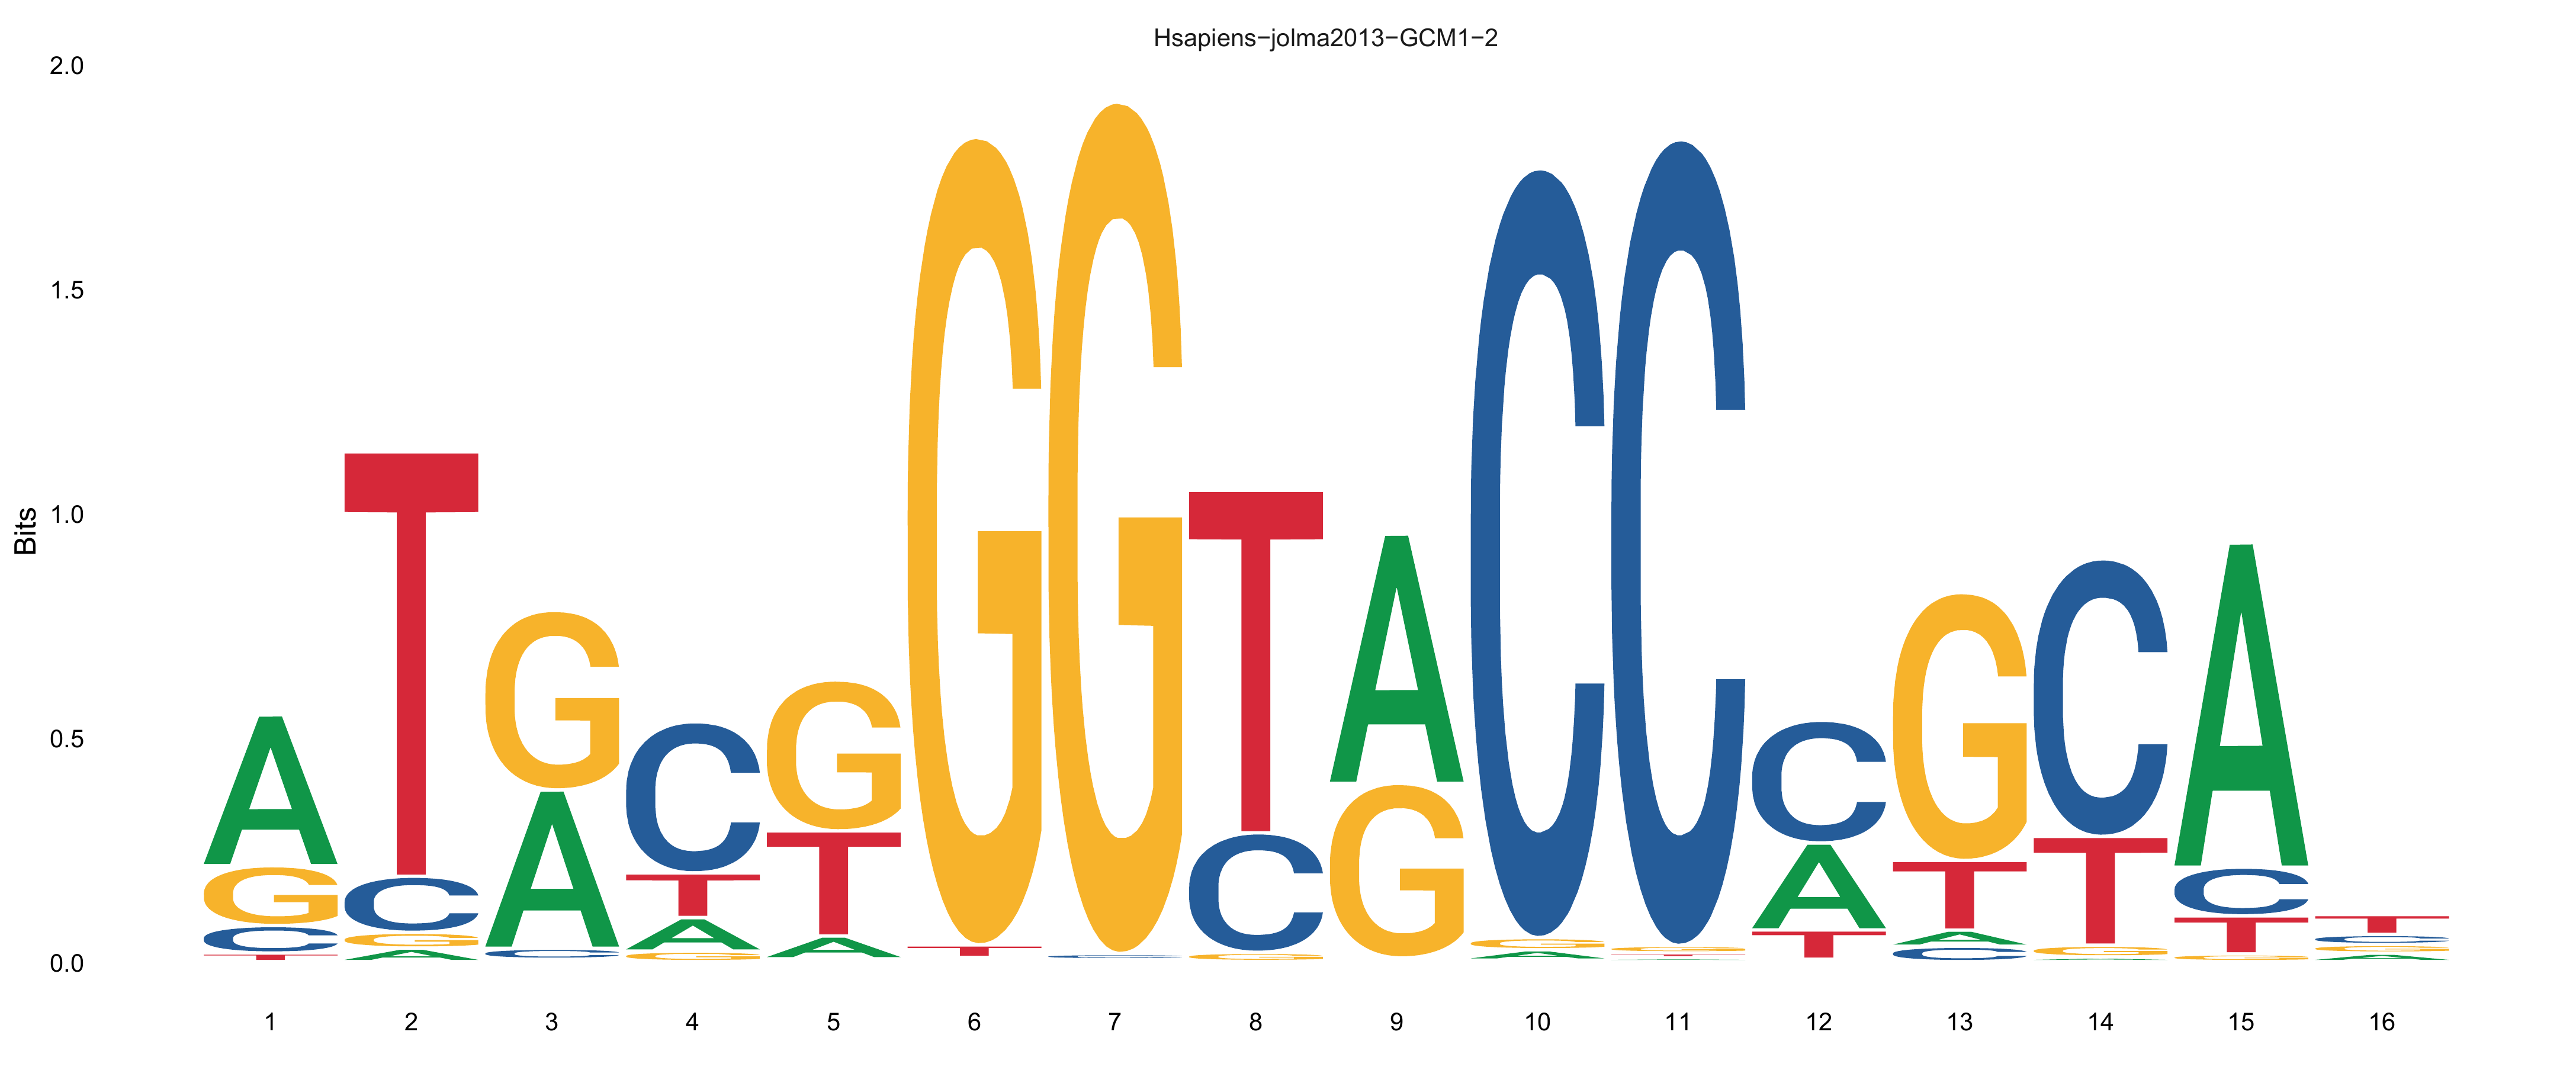 Hsapiens−jolma2013−GCM1−2
2.0
1.5
1.0
0.5
0.0
Bits
A G C T
T C G A
G A C
C T A G
G T A
G T
G C
T C G
A G
C G A
C G T A
C A T
G T A C
C T G A
A C T G
T C G A
1 2 3 4 5 6 7 8 9 10 11 12 13 14 15 16